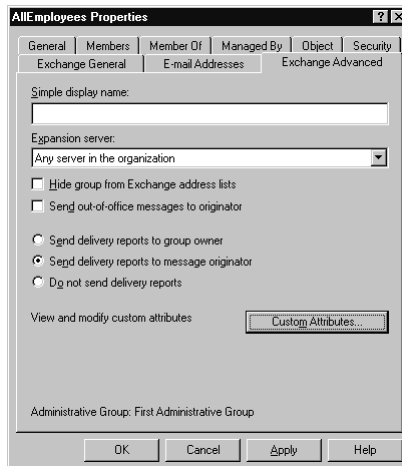 AllEmployees Properties
General Members Member Of Managed By Object Security
Exchange General E-mail Addresses Exchange Advanced
Simple display name:
Expansion server:
Any server in the organization
Hide group from Exchange address lists
Send out-of-office messages to originator
Send delivery reports to group owner
Send delivery reports to message originator
Do not send delivery reports
View and modify custom attributes Custom Attributes...
Administrative Group: First Administrative Group
OK Cancel Apply Help